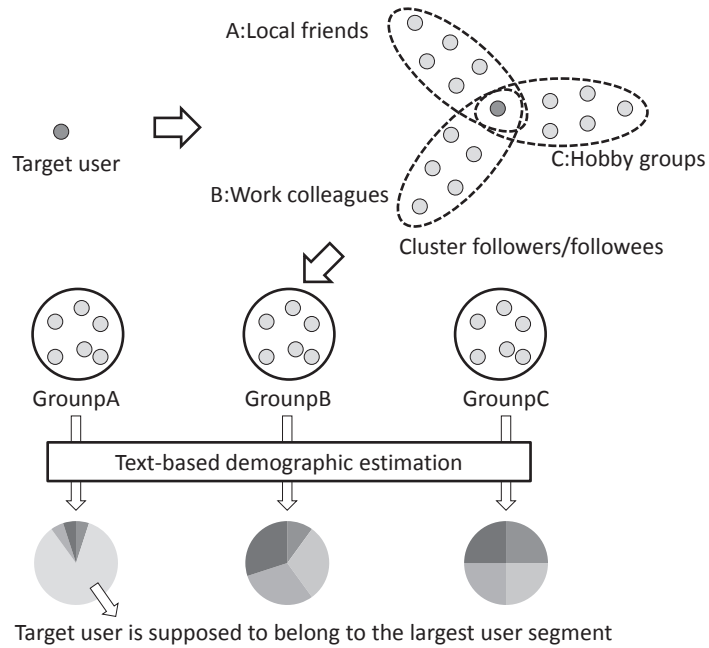 A:Local friends
Target user
C:Hobby groups
B:Work colleagues
Cluster followers/followees
GrounpA
GrounpB
GrounpC
Text-based demographic estimation
Target user is supposed to belong to the largest user segment